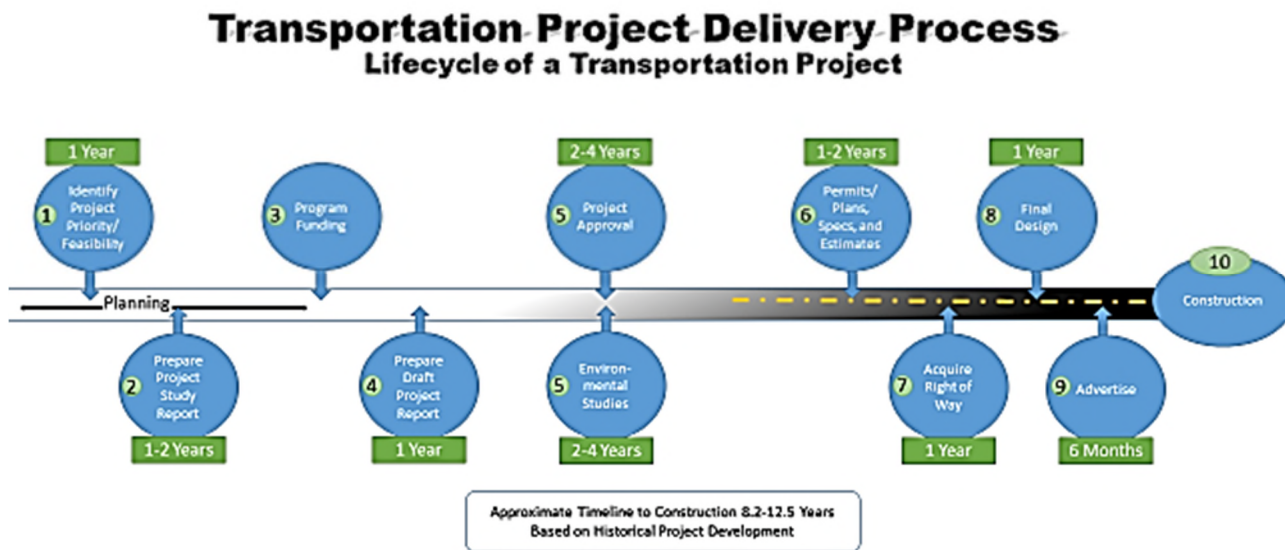 Transportation Project Delivery Process
Lifecycle of a Transportation Project
1 Year
1
Identify
Project
Priority/
Feasibility
3
Program
Funding
2-4 Years
5
Project
Approval
1-2 Years
6
Permits/
Plans,
Specs, and
Estimates
1 Year
8
Final
Design
10
Construction
Planning
2
Prepare
Project
Study
Report
1-2 Years
4
Prepare
Draft
Project
Report
1 Year
5
Environ-
mental
Studies
2-4 Years
7
Acquire
Right of
Way
1 Year
9
Advertise
6 Months
Approximate Timeline to Construction 8.2-12.5 Years
Based on Historical Project Development